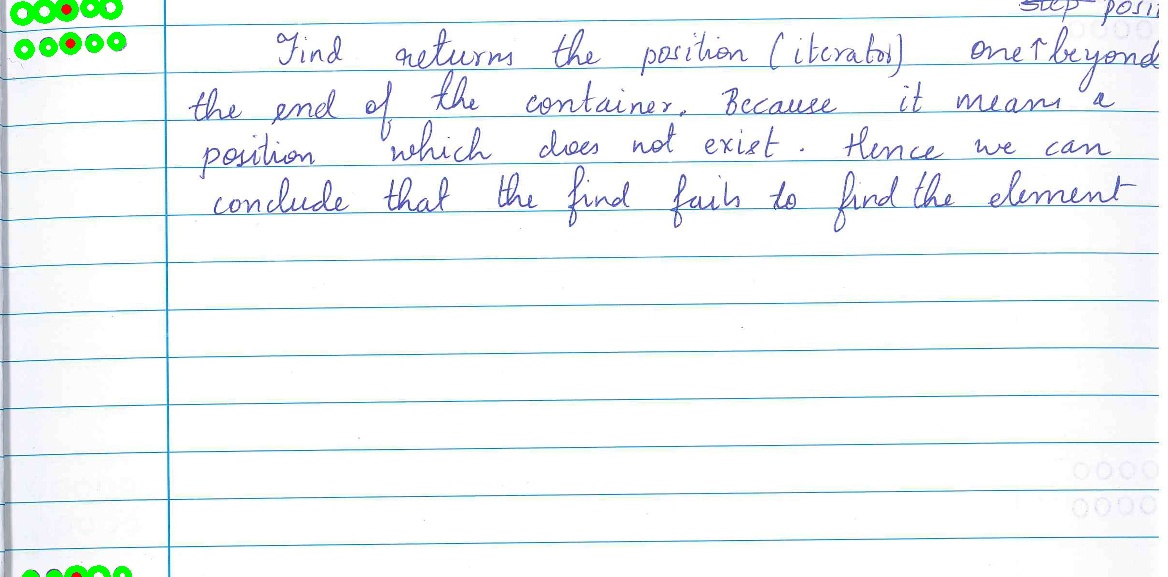 step posi
Find returns the position (iterator) one↑beyond
the end of the container. Because it means a
position which does not exist. Hence we can
conclude that the find fails to find the element